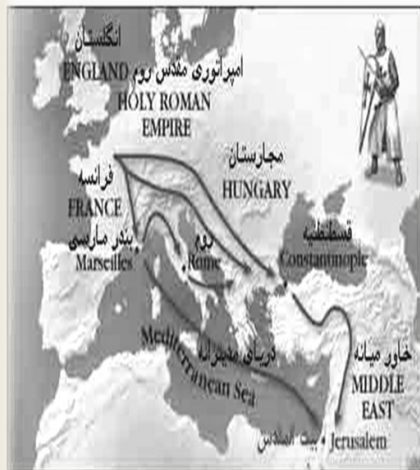 انگلستان
ENGLAND
امپراتوری مقدس روم
HOLY ROMAN
EMPIRE
مجارستان
HUNGARY
فرانسه
FRANCE
بندر مارسی
Marseilles
روم
Rome
قسطنطنیه
Constantinople
دریای مدیترانه
Mediterranean Sea
خاور میانه
MIDDLE
EAST
بیت المقدس
Jerusalem